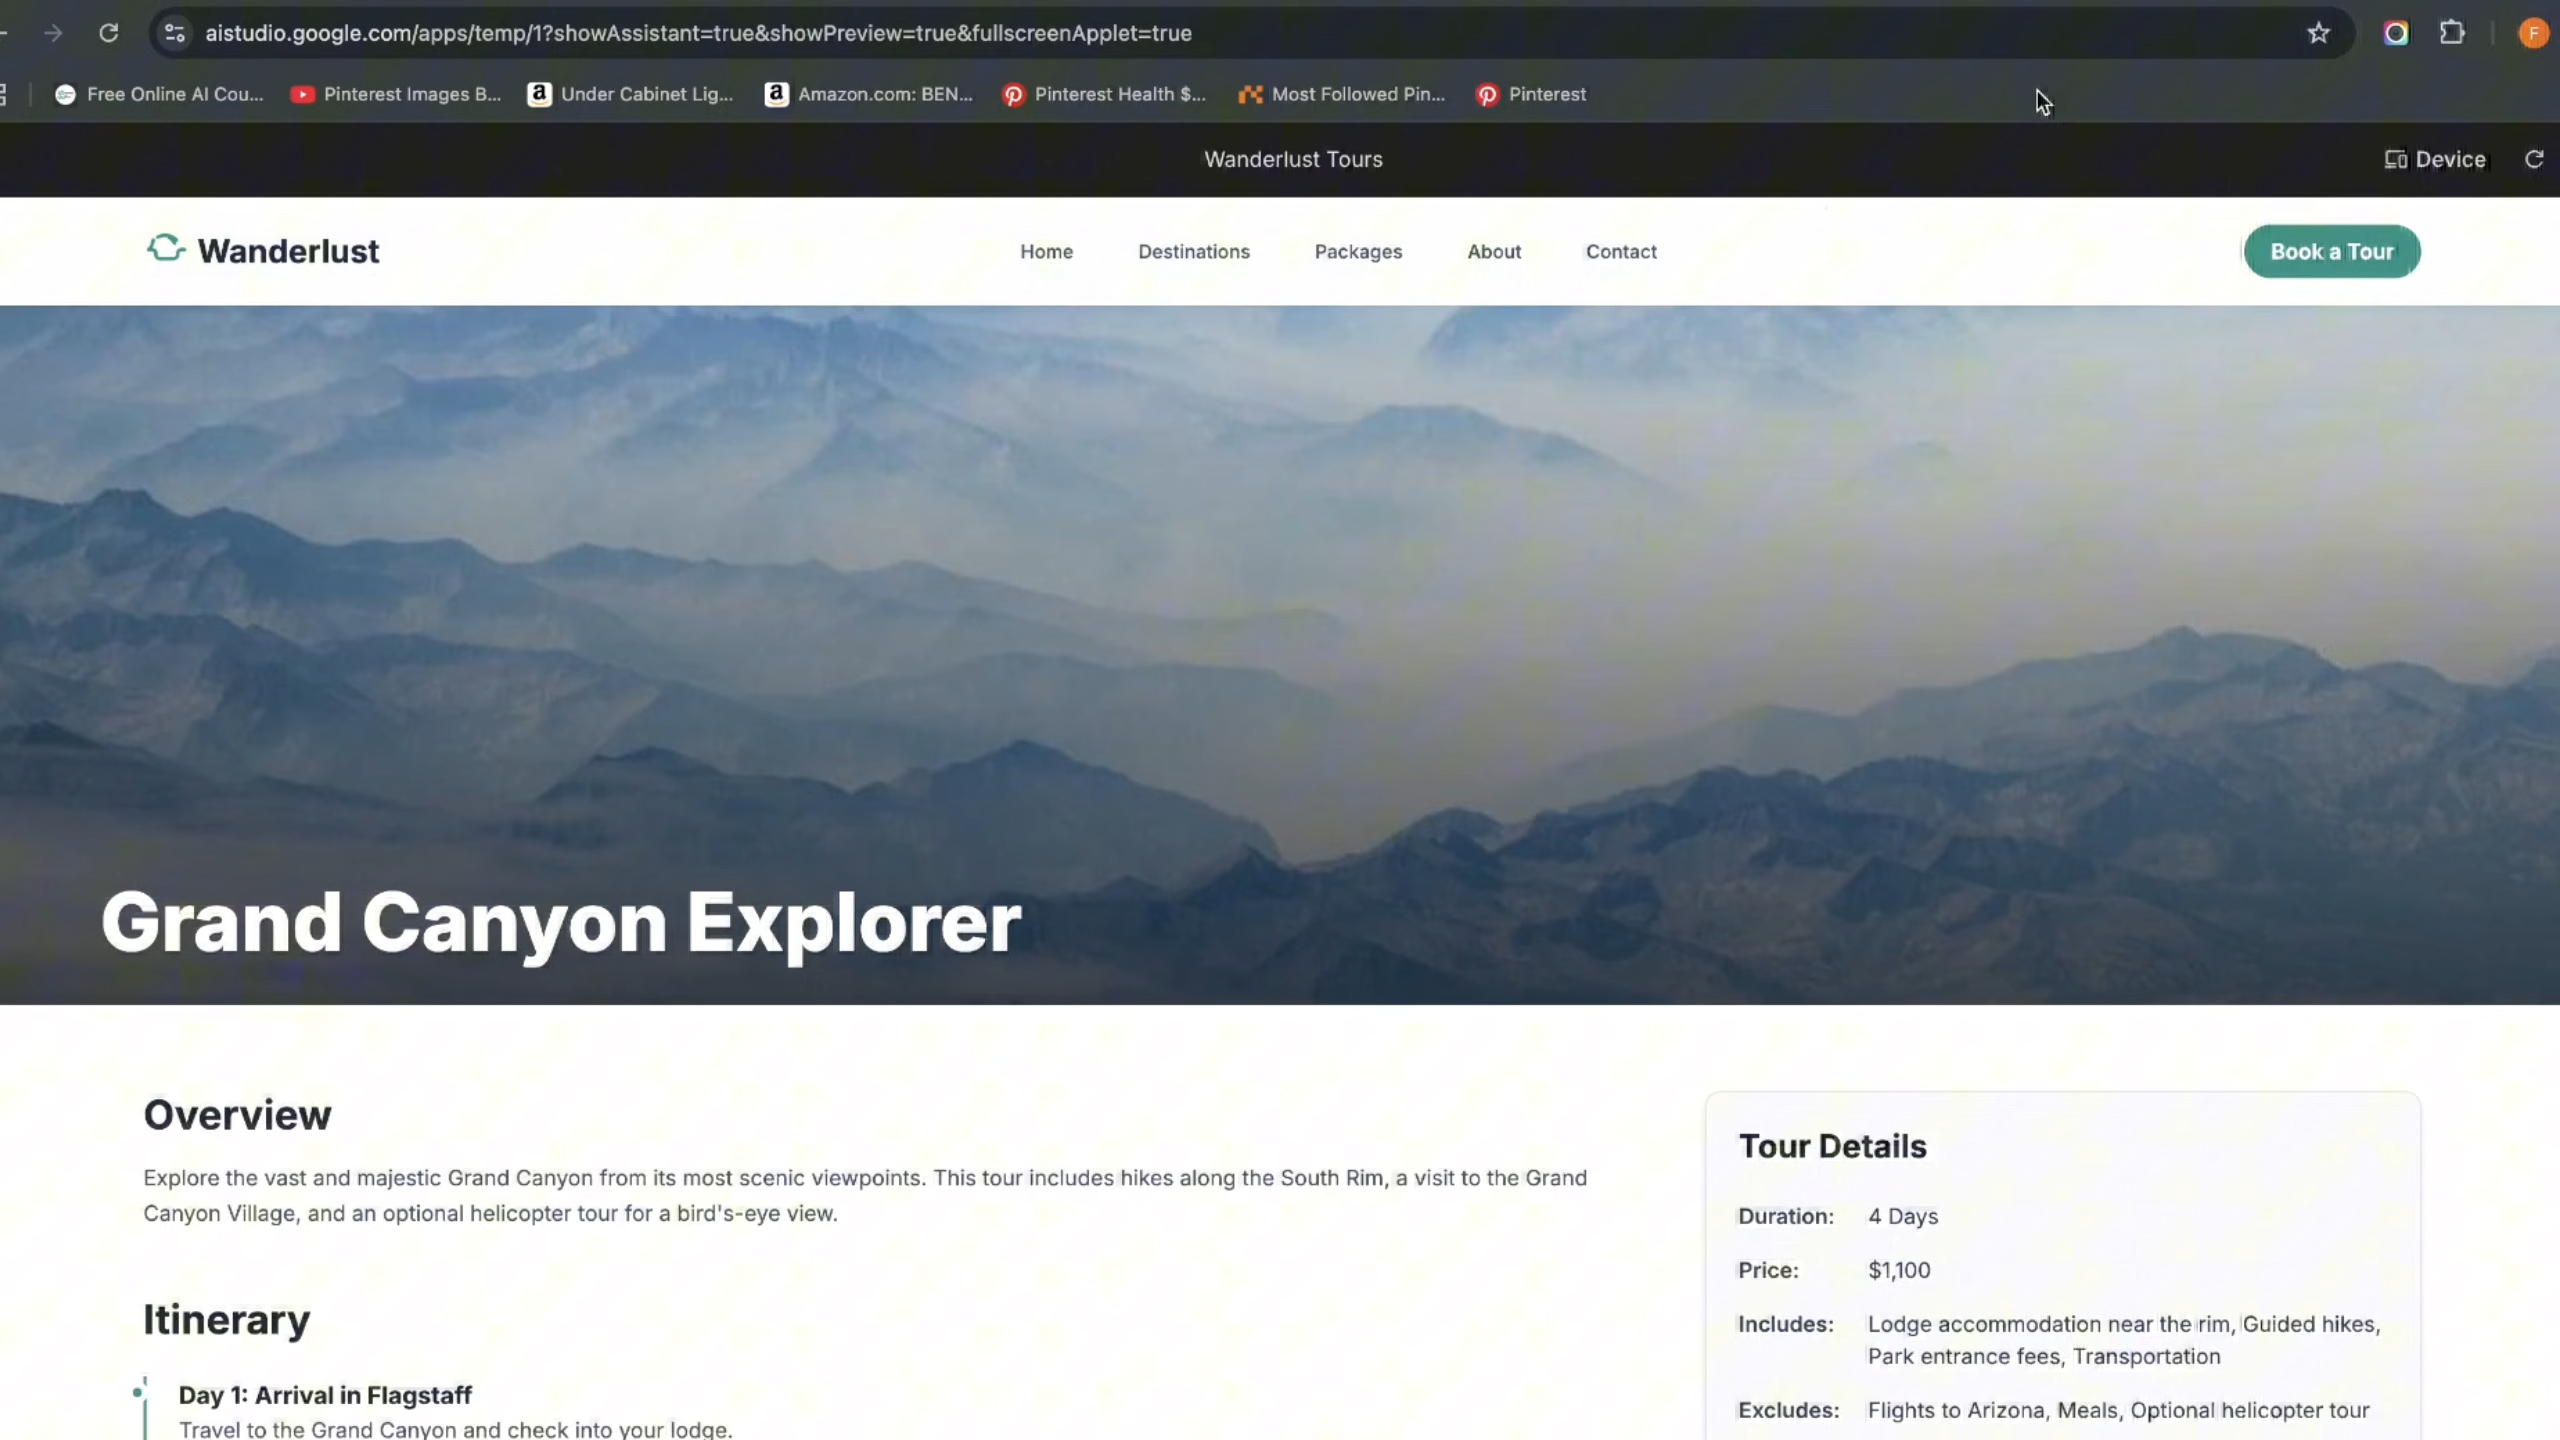 aistudio.google.com/apps/temp/1?showAssistant=true&showPreview=true&fullscreenApplet=true
F
Free Online AI Cou...
Pinterest Images B...
Under Cabinet Lig...
Amazon.com: BEN...
Pinterest Health $...
Most Followed Pin...
Pinterest
Wanderlust Tours
Device
Wanderlust
Home
Destinations
Packages
About
Contact
Book a Tour
Grand Canyon Explorer
Overview
Explore the vast and majestic Grand Canyon from its most scenic viewpoints. This tour includes hikes along the South Rim, a visit to the Grand
Canyon Village, and an optional helicopter tour for a bird's-eye view.
Itinerary
Day 1: Arrival in Flagstaff
Travel to the Grand Canyon and check into your lodge.
Tour Details
Duration: 4 Days
Price: $1,100
Includes: Lodge accommodation near the rim, Guided hikes,
Park entrance fees, Transportation
Excludes: Flights to Arizona, Meals, Optional helicopter tour